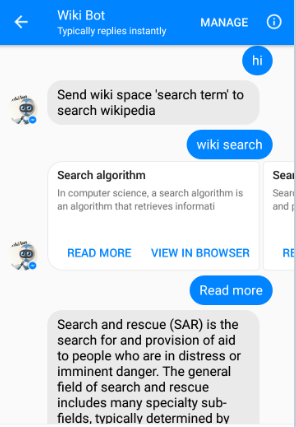 Wiki Bot
Typically replies instantly
MANAGE
hi
Send wiki space 'search term' to
search wikipedia
wiki search
Search algorithm
In computer science, a search algorithm is
an algorithm that retrieves informati
READ MORE VIEW IN BROWSER
Sear
Searc
and p
RE
Read more
Search and rescue (SAR) is the
search for and provision of aid
to people who are in distress or
imminent danger. The general
field of search and rescue
includes many specialty sub-
fields, typically determined by